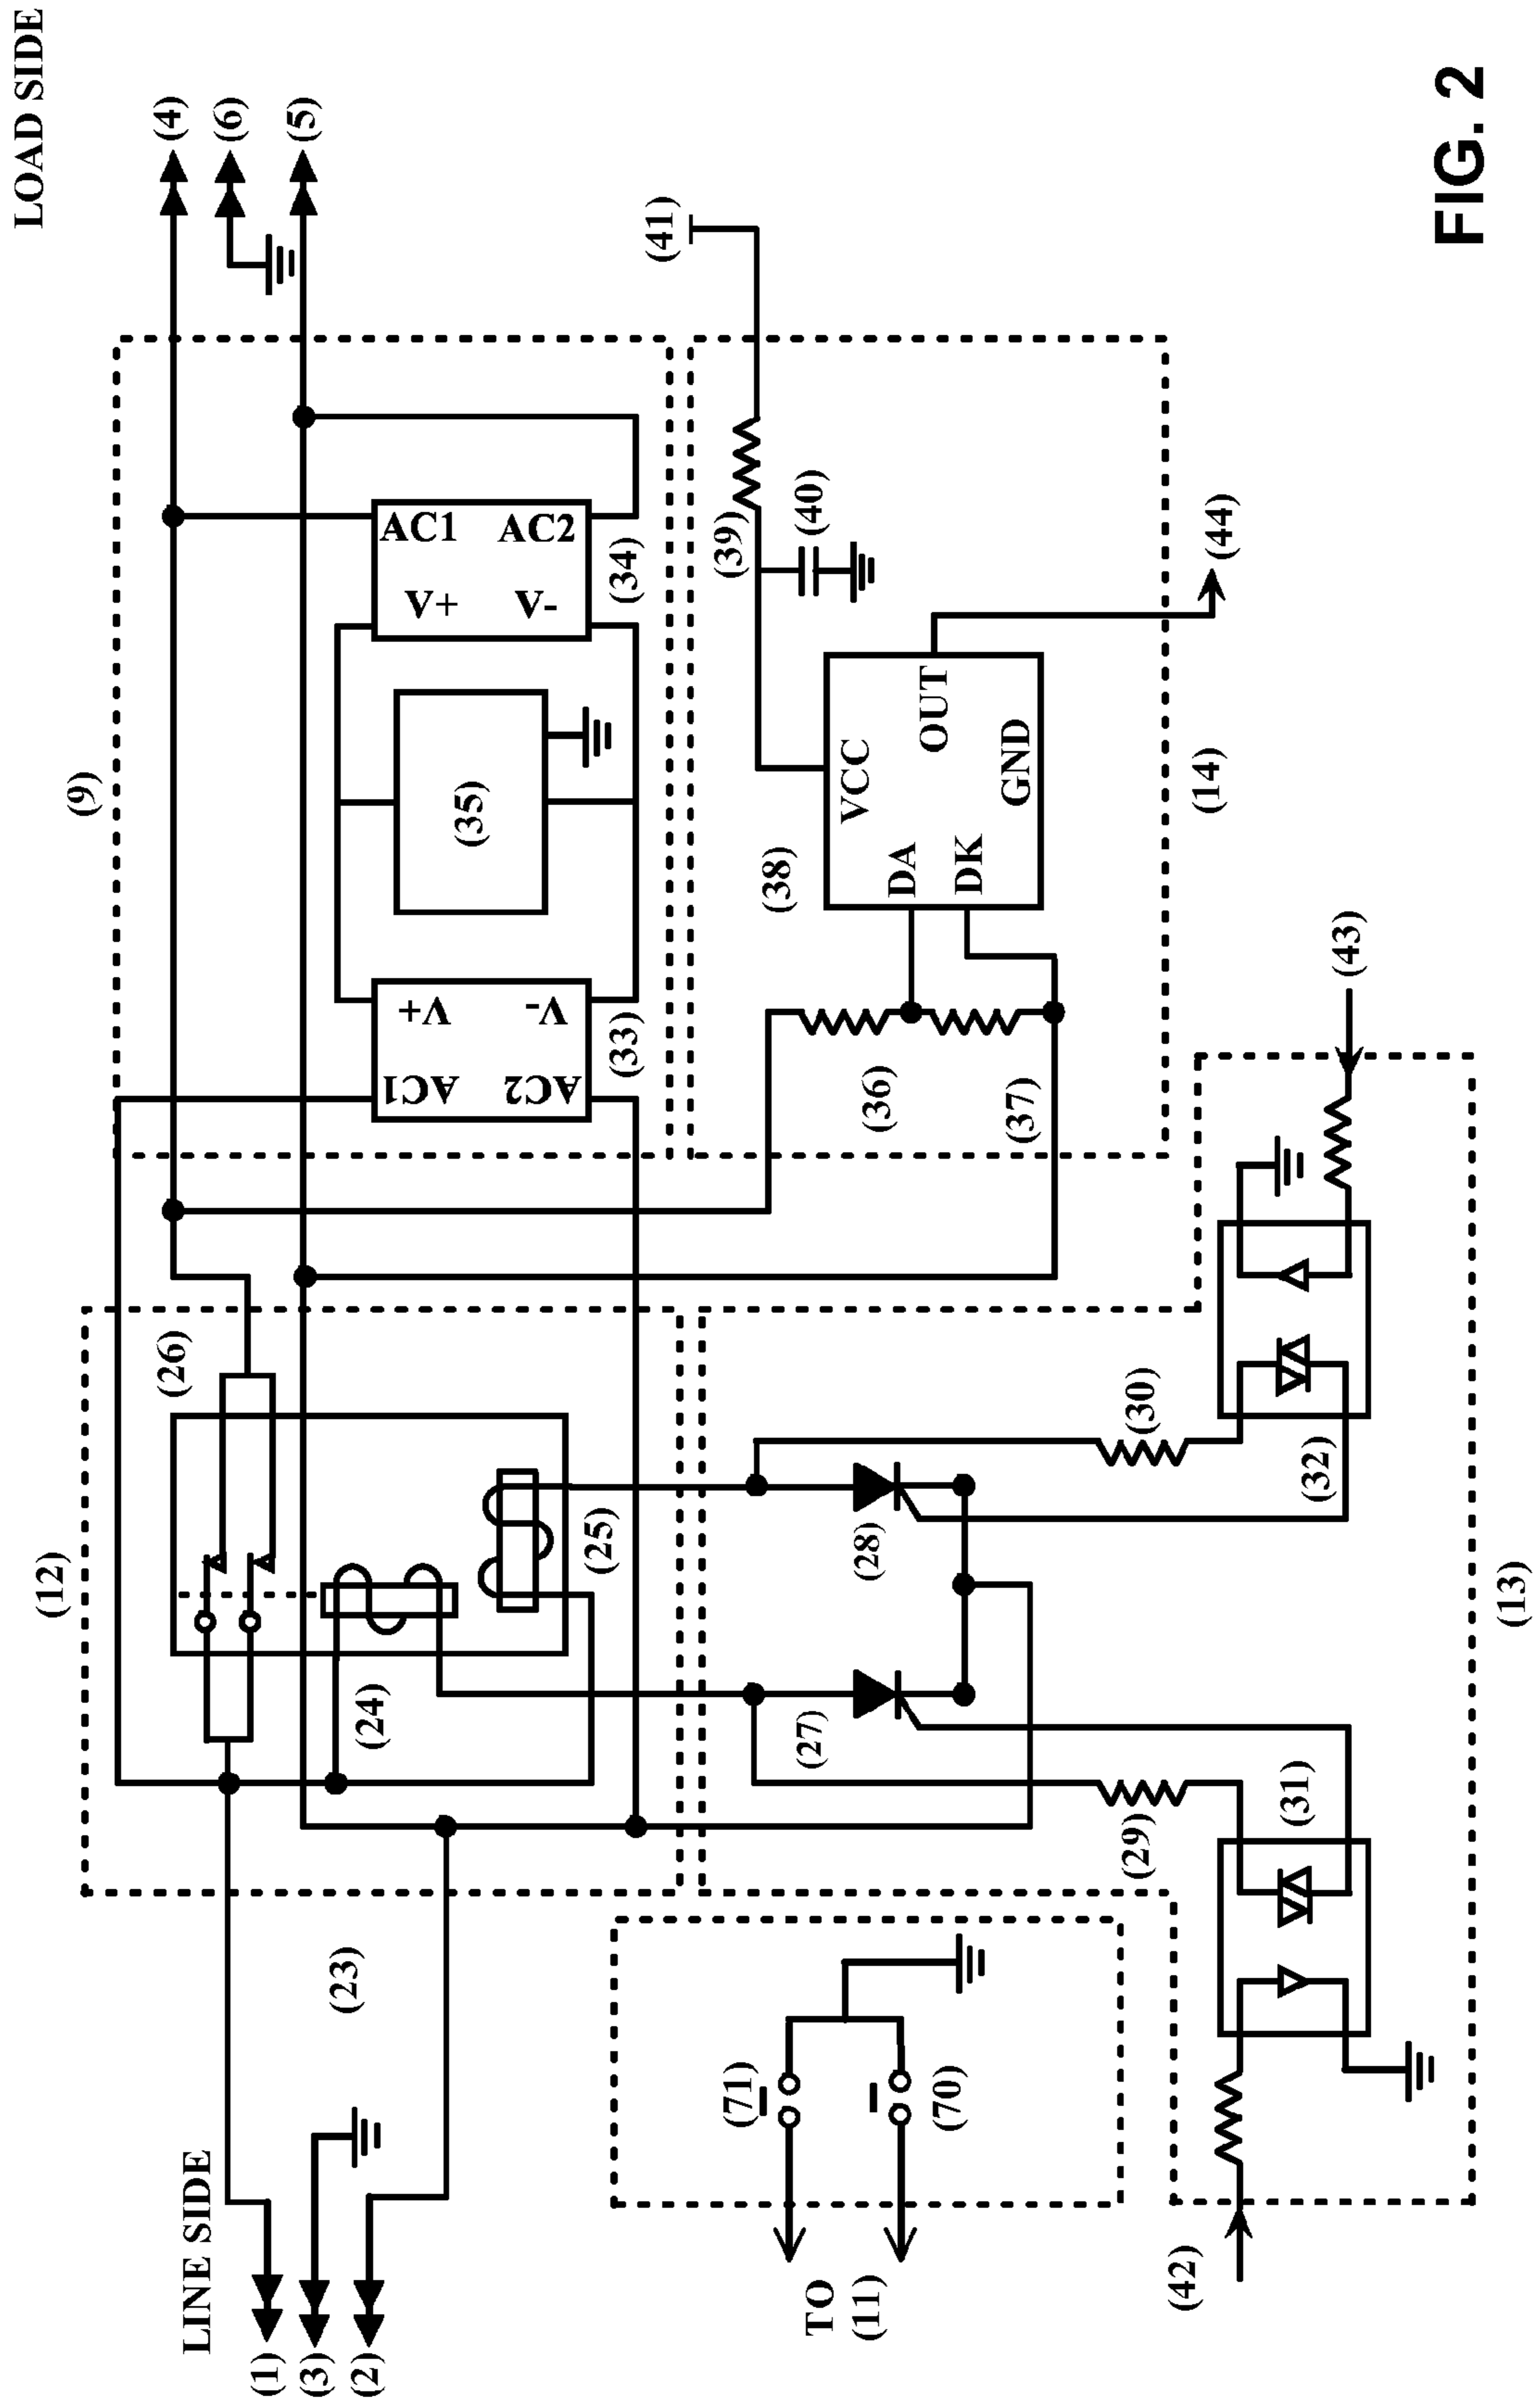 LINE SIDE
LOAD SIDE
(1)
(3)
(2)
(23)
(12)
(24)
(25)
(26)
(9)
AC1
AC2
V+
V-
(33)
(35)
AC1
AC2
V+
V-
(34)
(4)
(6)
(5)
(41)
(39)
(40)
(38)
VCC
DA
DK
OUT
GND
(36)
(37)
(14)
(44)
(71)
(70)
TO
(11)
(27)
(28)
(29)
(30)
(31)
(32)
(42)
(43)
(13)
FIG. 2